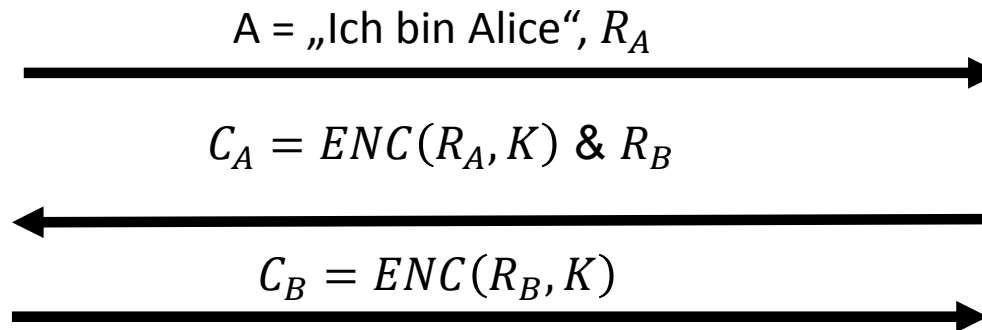 A = „Ich bin Alice“, R_A
C_A = ENC(R_A, K) & R_B
C_B = ENC(R_B, K)